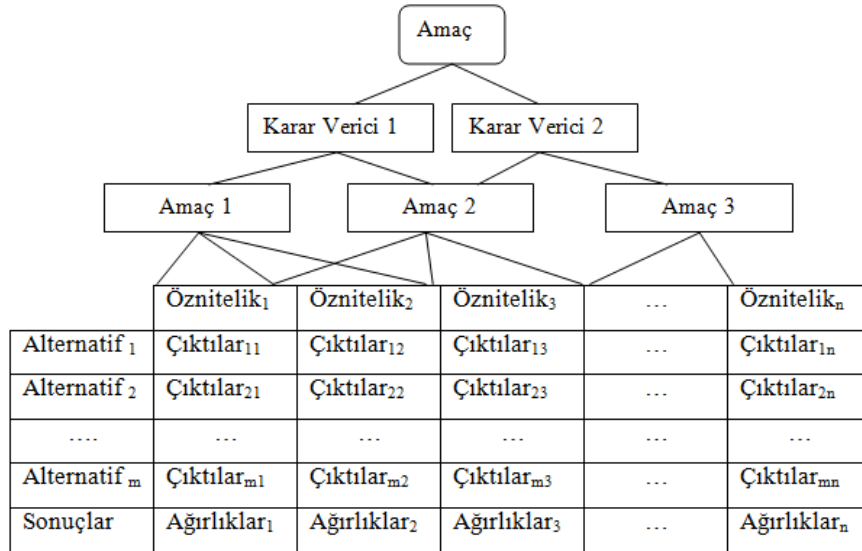 Amaç
Karar Verici 1 Karar Verici 2
Amaç 1 Amaç 2 Amaç 3
Öznitelik₁ Öznitelik₂ Öznitelik₃ … Öznitelikₙ
Alternatif ₁ Çıktılar₁₁ Çıktılar₁₂ Çıktılar₁₃ … Çıktılar₁ₙ
Alternatif ₂ Çıktılar₂₁ Çıktılar₂₂ Çıktılar₂₃ … Çıktılar₂ₙ
…. … … … … …
Alternatif ₘ Çıktılarₘ₁ Çıktılarₘ₂ Çıktılarₘ₃ … Çıktılarₘₙ
Sonuçlar Ağırlıklar₁ Ağırlıklar₂ Ağırlıklar₃ … Ağırlıklarₙ